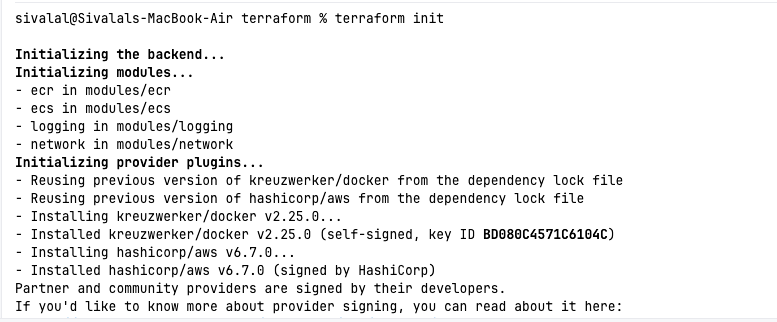 sivalal@Sivalals-MacBook-Air terraform % terraform init
Initializing the backend...
Initializing modules...
- ecr in modules/ecr
- ecs in modules/ecs
- logging in modules/logging
- network in modules/network
Initializing provider plugins...
- Reusing previous version of kreuzwerker/docker from the dependency lock file
- Reusing previous version of hashicorp/aws from the dependency lock file
- Installing kreuzwerker/docker v2.25.0...
- Installed kreuzwerker/docker v2.25.0 (self-signed, key ID BD080C4571C6104C)
- Installing hashicorp/aws v6.7.0...
- Installed hashicorp/aws v6.7.0 (signed by HashiCorp)
Partner and community providers are signed by their developers.
If you'd like to know more about provider signing, you can read about it here: